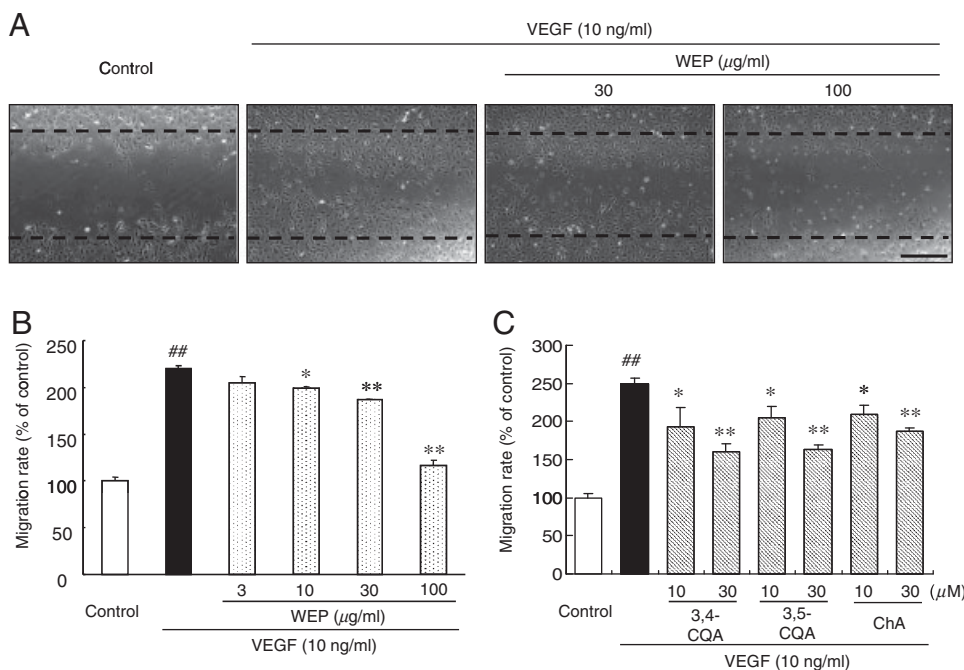 A
VEGF (10 ng/ml)
Control
WEP (μg/ml)
30
100
B
Migration rate (% of control)
250
200
150
100
50
0
##
*
**
**
3
10
30
100
Control
WEP (μg/ml)
VEGF (10 ng/ml)
C
Migration rate (% of control)
300
250
200
150
100
50
0
##
*
**
*
**
*
**
10
30
10
30
10
30
(μM)
Control
3,4-
CQA
3,5-
CQA
ChA
VEGF (10 ng/ml)